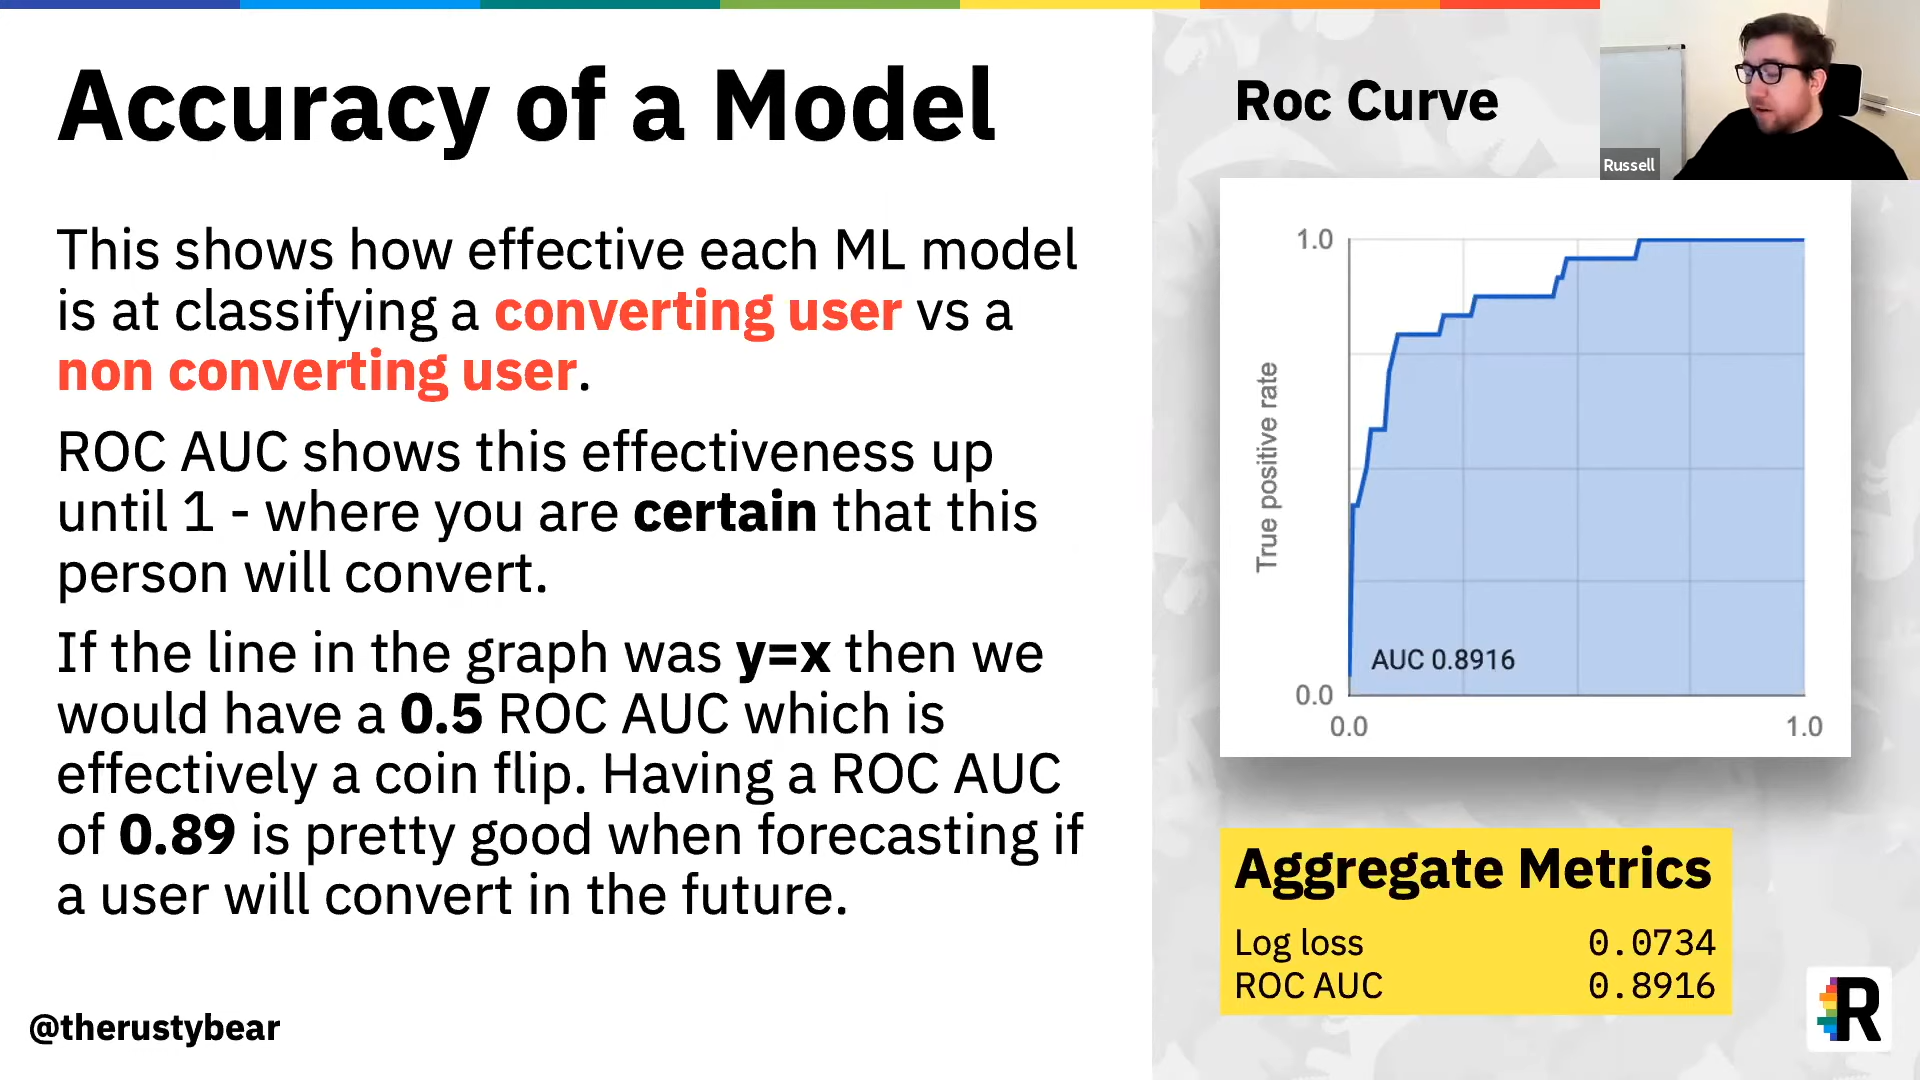 Accuracy of a Model
This shows how effective each ML model
is at classifying a converting user vs a
non converting user.
ROC AUC shows this effectiveness up
until 1 - where you are certain that this
person will convert.
If the line in the graph was y=x then we
would have a 0.5 ROC AUC which is
effectively a coin flip. Having a ROC AUC
of 0.89 is pretty good when forecasting if
a user will convert in the future.
@therustybear
Roc Curve
Russell
1.0
True positive rate
AUC 0.8916
0.0
0.0 1.0
Aggregate Metrics
Log loss 0.0734
ROC AUC 0.8916
R